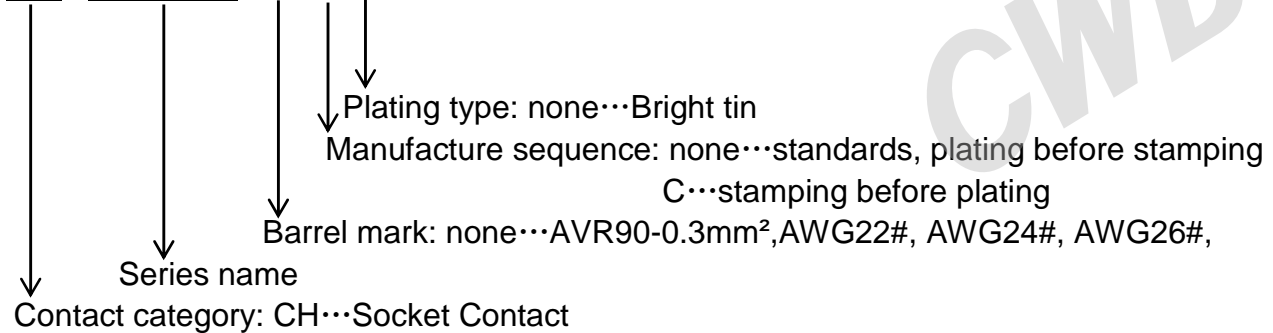 Plating type: none⋯Bright tin
Manufacture sequence: none⋯standards, plating before stamping
C⋯stamping before plating
Barrel mark: none⋯AVR90-0.3mm²,AWG22#, AWG24#, AWG26#,
Series name
Contact category: CH⋯Socket Contact